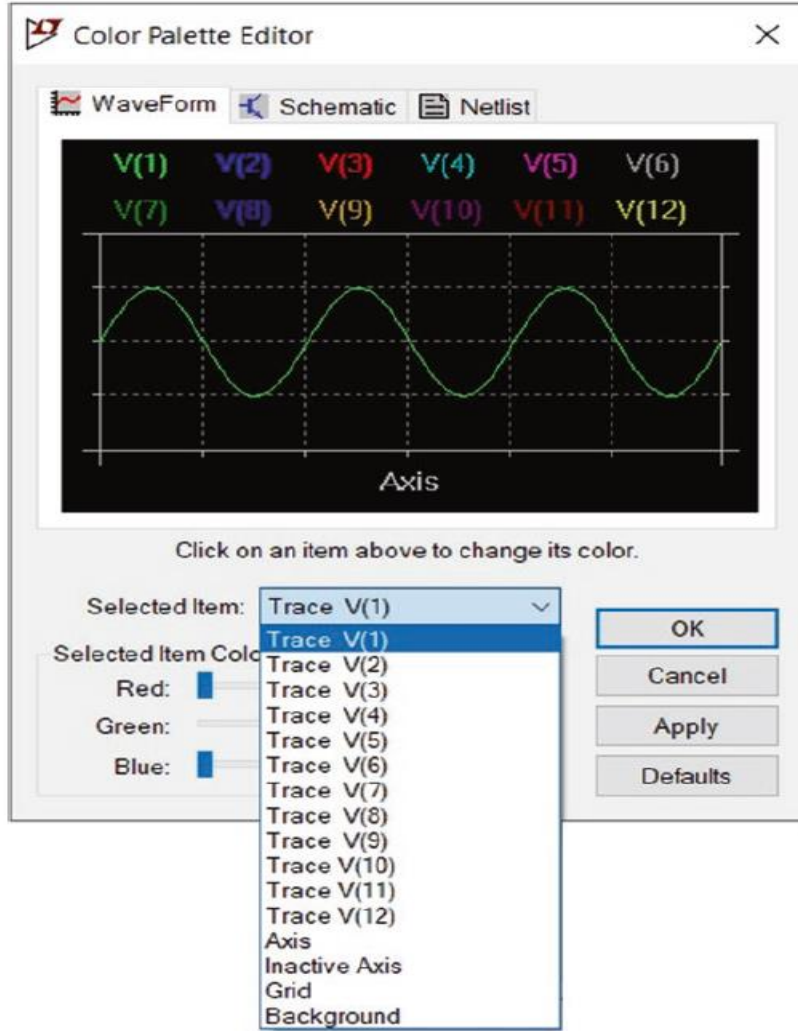 Color Palette Editor
WaveForm Schematic Netlist
V(1) V(2) V(3) V(4) V(5) V(6)
V(7) V(8) V(9) V(10) V(11) V(12)
Axis
Click on an item above to change its color.
Selected Item: Trace V(1)
OK
Cancel
Apply
Defaults
Selected Item Colo
Red:
Green:
Blue:
Trace V(1)
Trace V(2)
Trace V(3)
Trace V(4)
Trace V(5)
Trace V(6)
Trace V(7)
Trace V(8)
Trace V(9)
Trace V(10)
Trace V(11)
Trace V(12)
Axis
Inactive Axis
Grid
Background